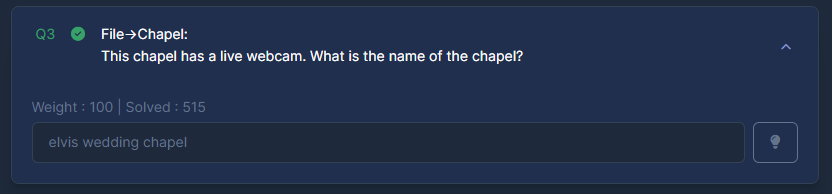 Q3 File→Chapel:
This chapel has a live webcam. What is the name of the chapel?
Weight : 100 | Solved : 515
elvis wedding chapel